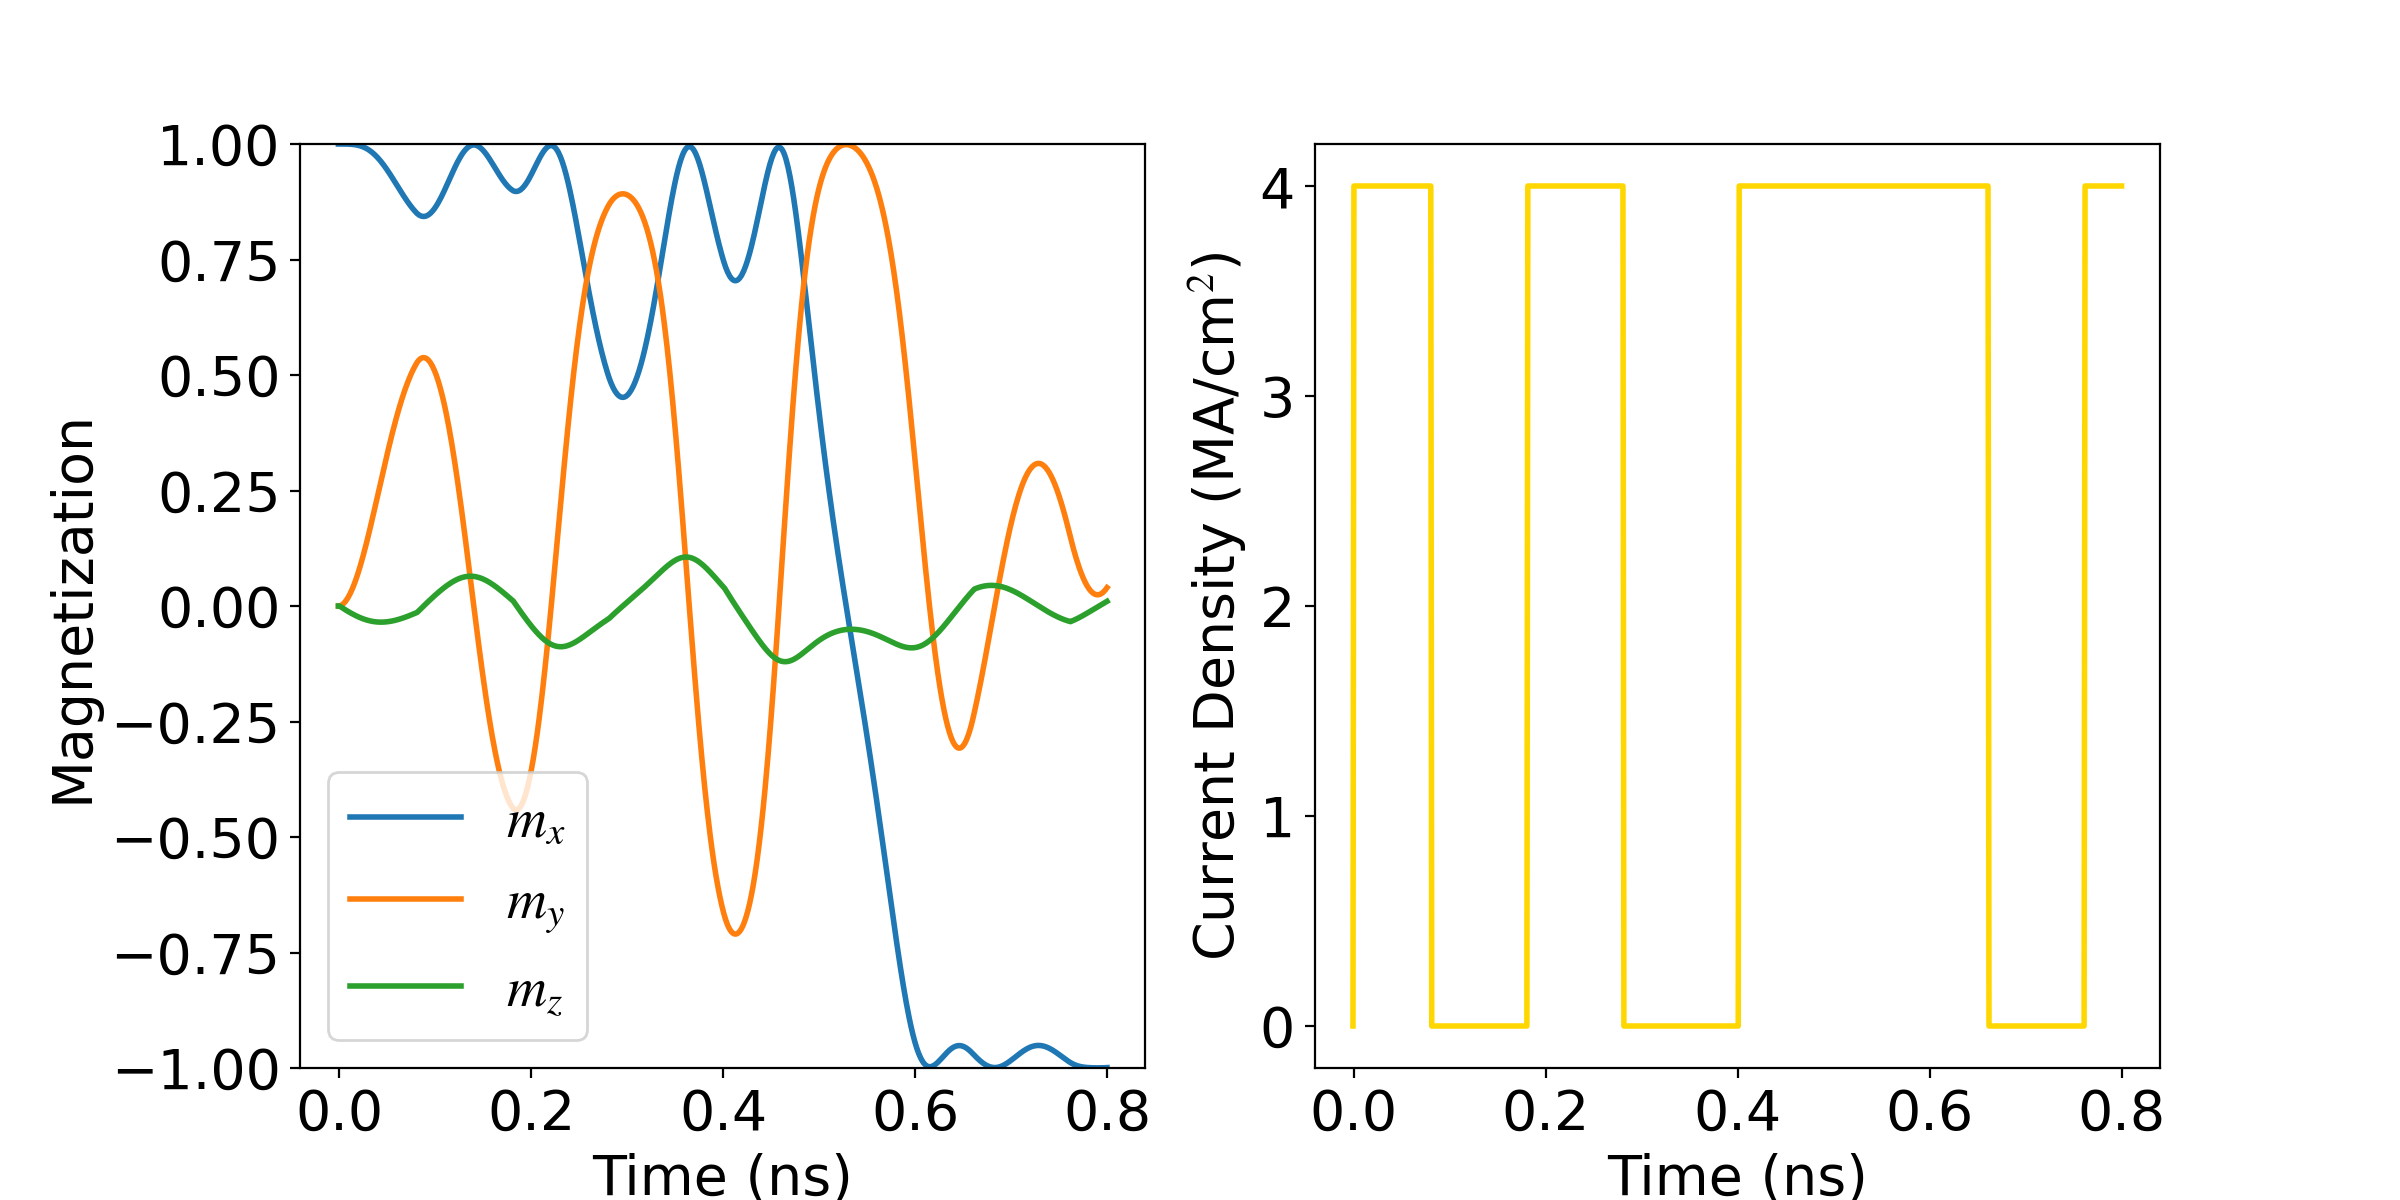 Magnetization
1.00
0.75
0.50
0.25
0.00
−0.25
−0.50
−0.75
−1.00
m_x
m_y
m_z
0.0 0.2 0.4 0.6 0.8
Time (ns)
Current Density (MA/cm²)
4
3
2
1
0
0.0 0.2 0.4 0.6 0.8
Time (ns)